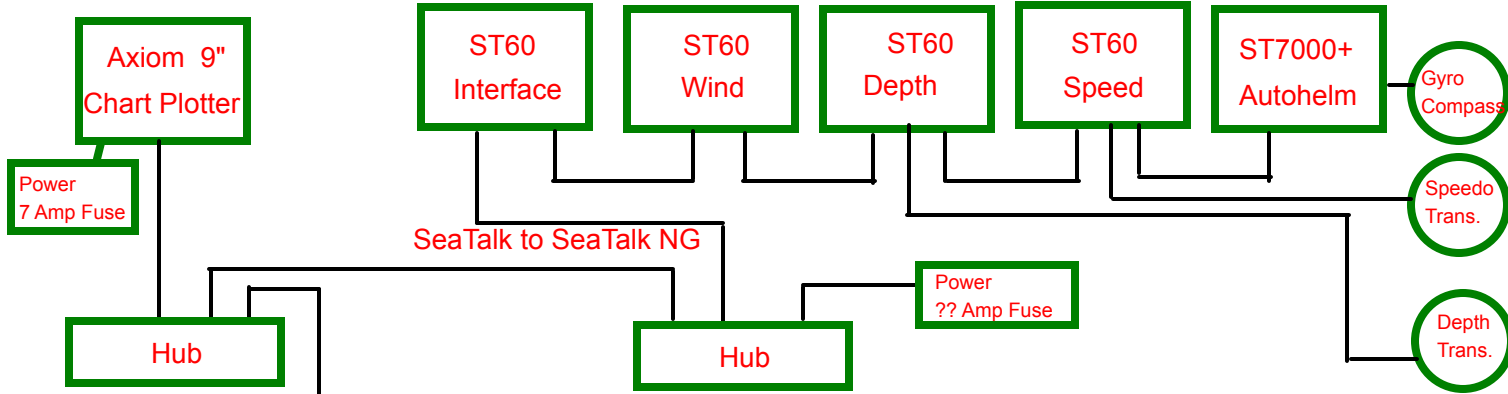 Axiom 9"
Chart Plotter
ST60
Interface
ST60
Wind
ST60
Depth
ST60
Speed
ST7000+
Autohelm
Gyro
Compass
Power
7 Amp Fuse
Speedo
Trans.
SeaTalk to SeaTalk NG
Power
?? Amp Fuse
Hub
Hub
Depth
Trans.